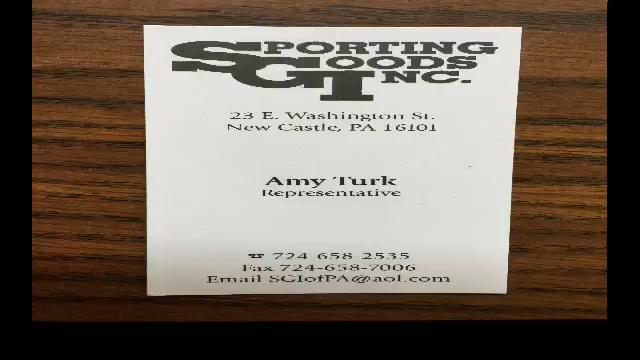 SPORTING
GOODS
INC.
23 E. Washington St.
New Castle, PA 16101
Amy Turk
Representative
☎ 724-658-2535
Fax 724-658-7006
Email SGIofPA@aol.com